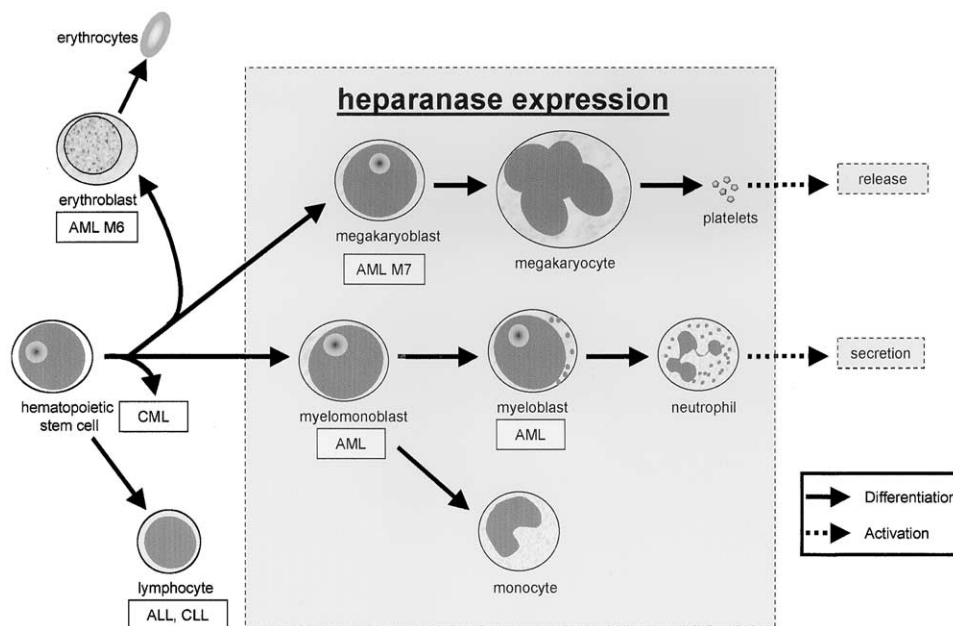 erythrocytes
heparanase expression
erythroblast
AML M6
megakaryoblast
AML M7
megakaryocyte
platelets
release
hematopoietic
stem cell
CML
myelomonoblast
AML
myeloblast
AML
neutrophil
secretion
lymphocyte
ALL, CLL
monocyte
Differentiation
Activation